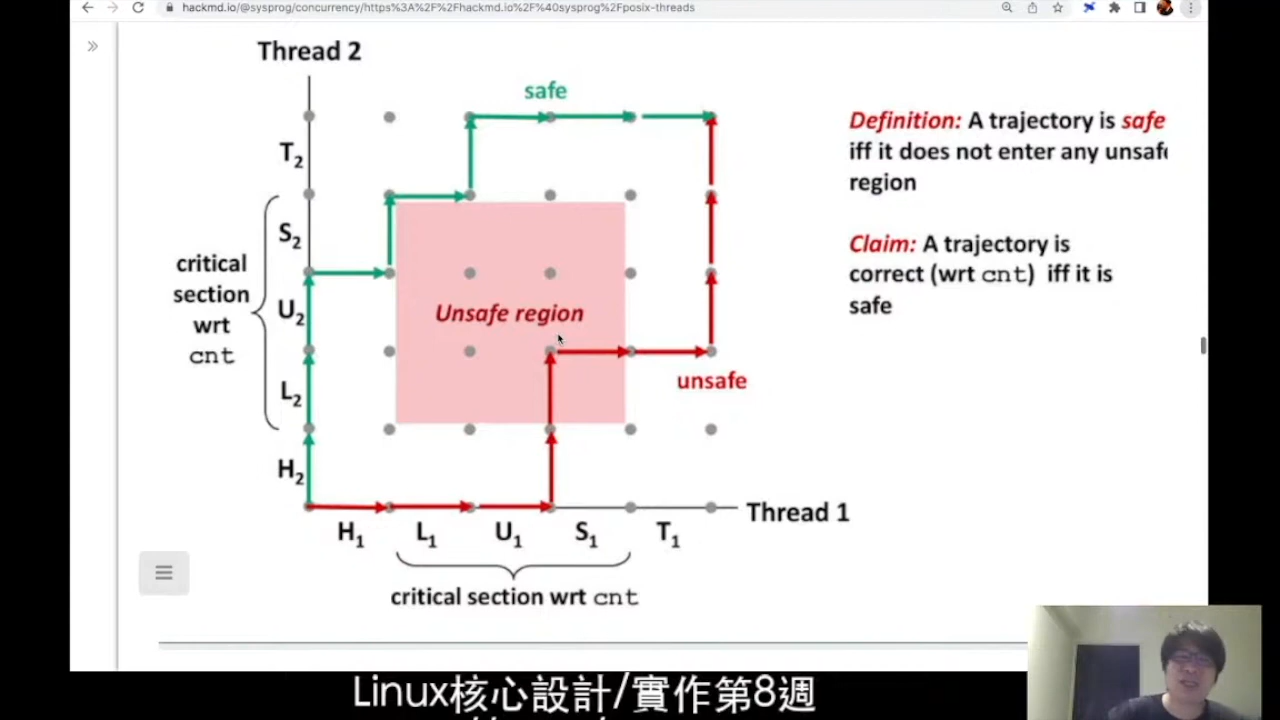 hackmd.io/@sysprog/concurrency/https%3A%2F%2Fhackmd.io%2F%40sysprog%2Fposix-threads
Thread 2
safe
T2
S2
U2
L2
H2
critical
section
wrt
cnt
Unsafe region
unsafe
Thread 1
H1 L1 U1 S1 T1
critical section wrt cnt
Definition: A trajectory is safe
iff it does not enter any unsafe
region
Claim: A trajectory is
correct (wrt cnt) iff it is
safe
Linux核心設計/實作第8週